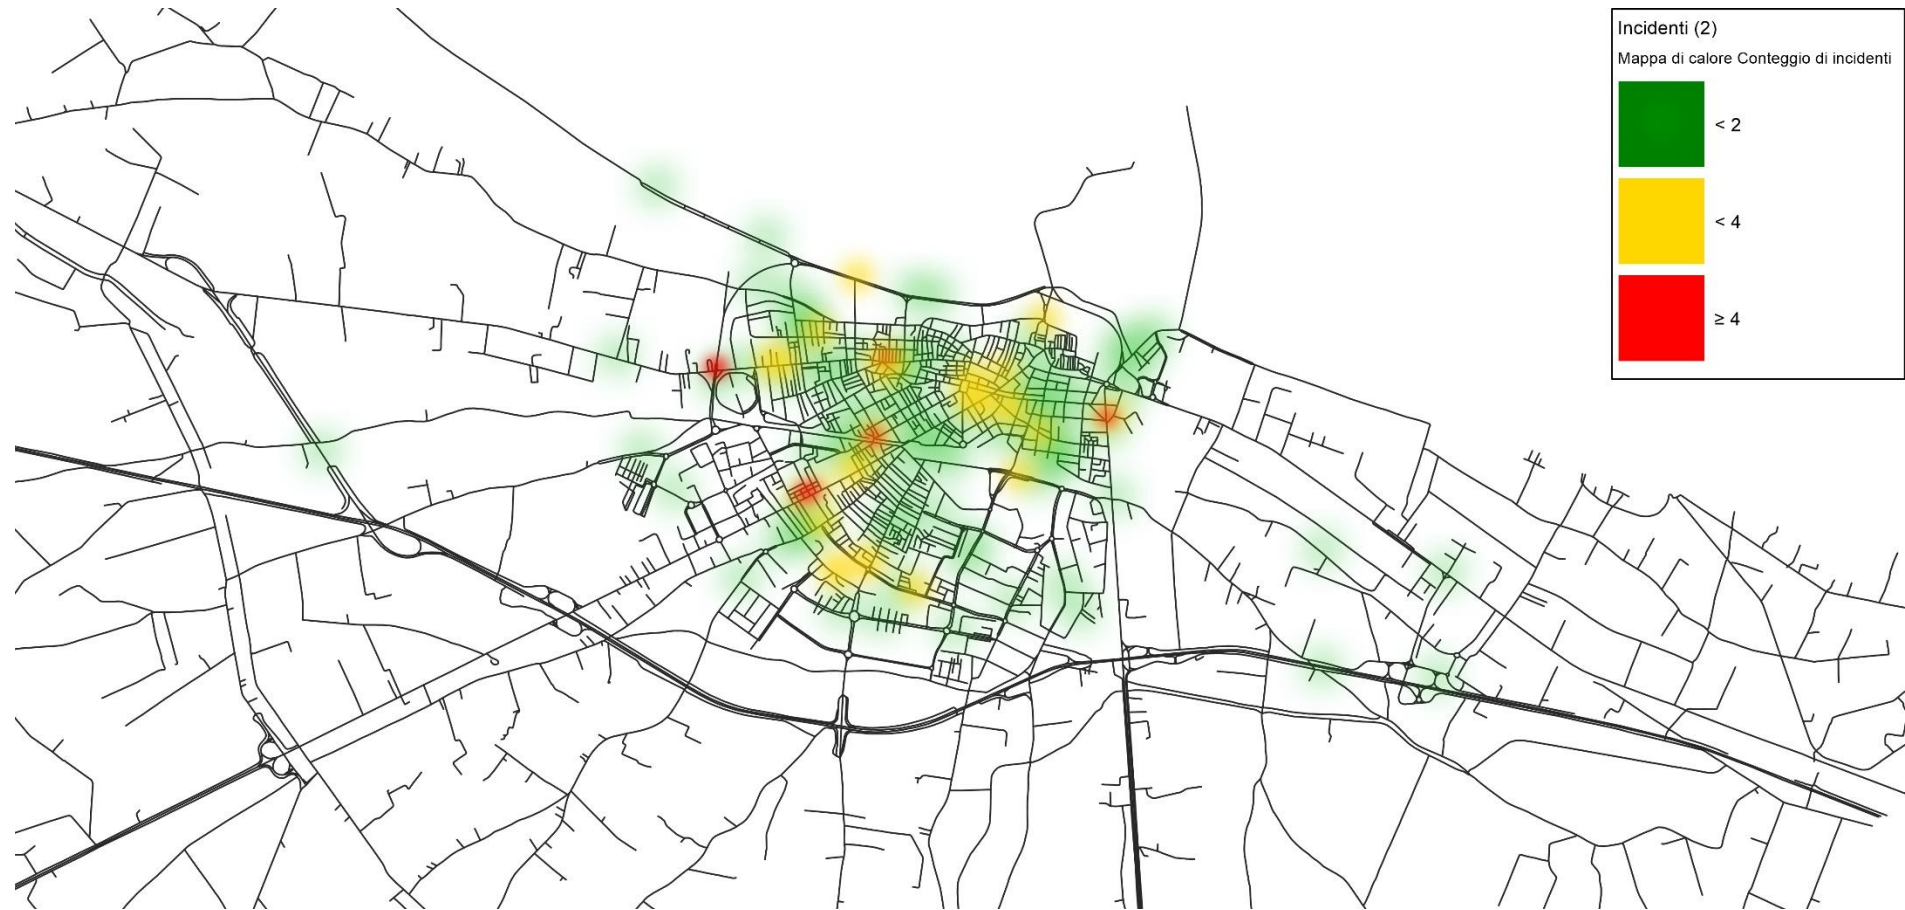 Incidenti (2)
Mappa di calore Conteggio di incidenti
< 2
< 4
≥ 4